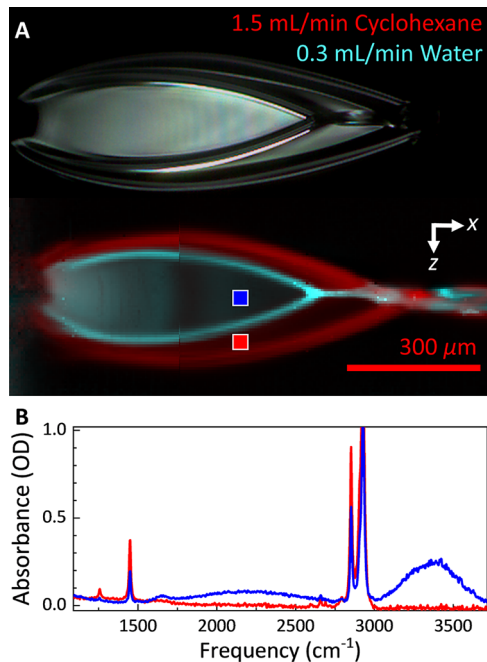 A
1.5 mL/min Cyclohexane
0.3 mL/min Water
x
z
300 µm
B
Absorbance (OD)
1.0
0.5
0.0
1500 2000 2500 3000 3500
Frequency (cm⁻¹)